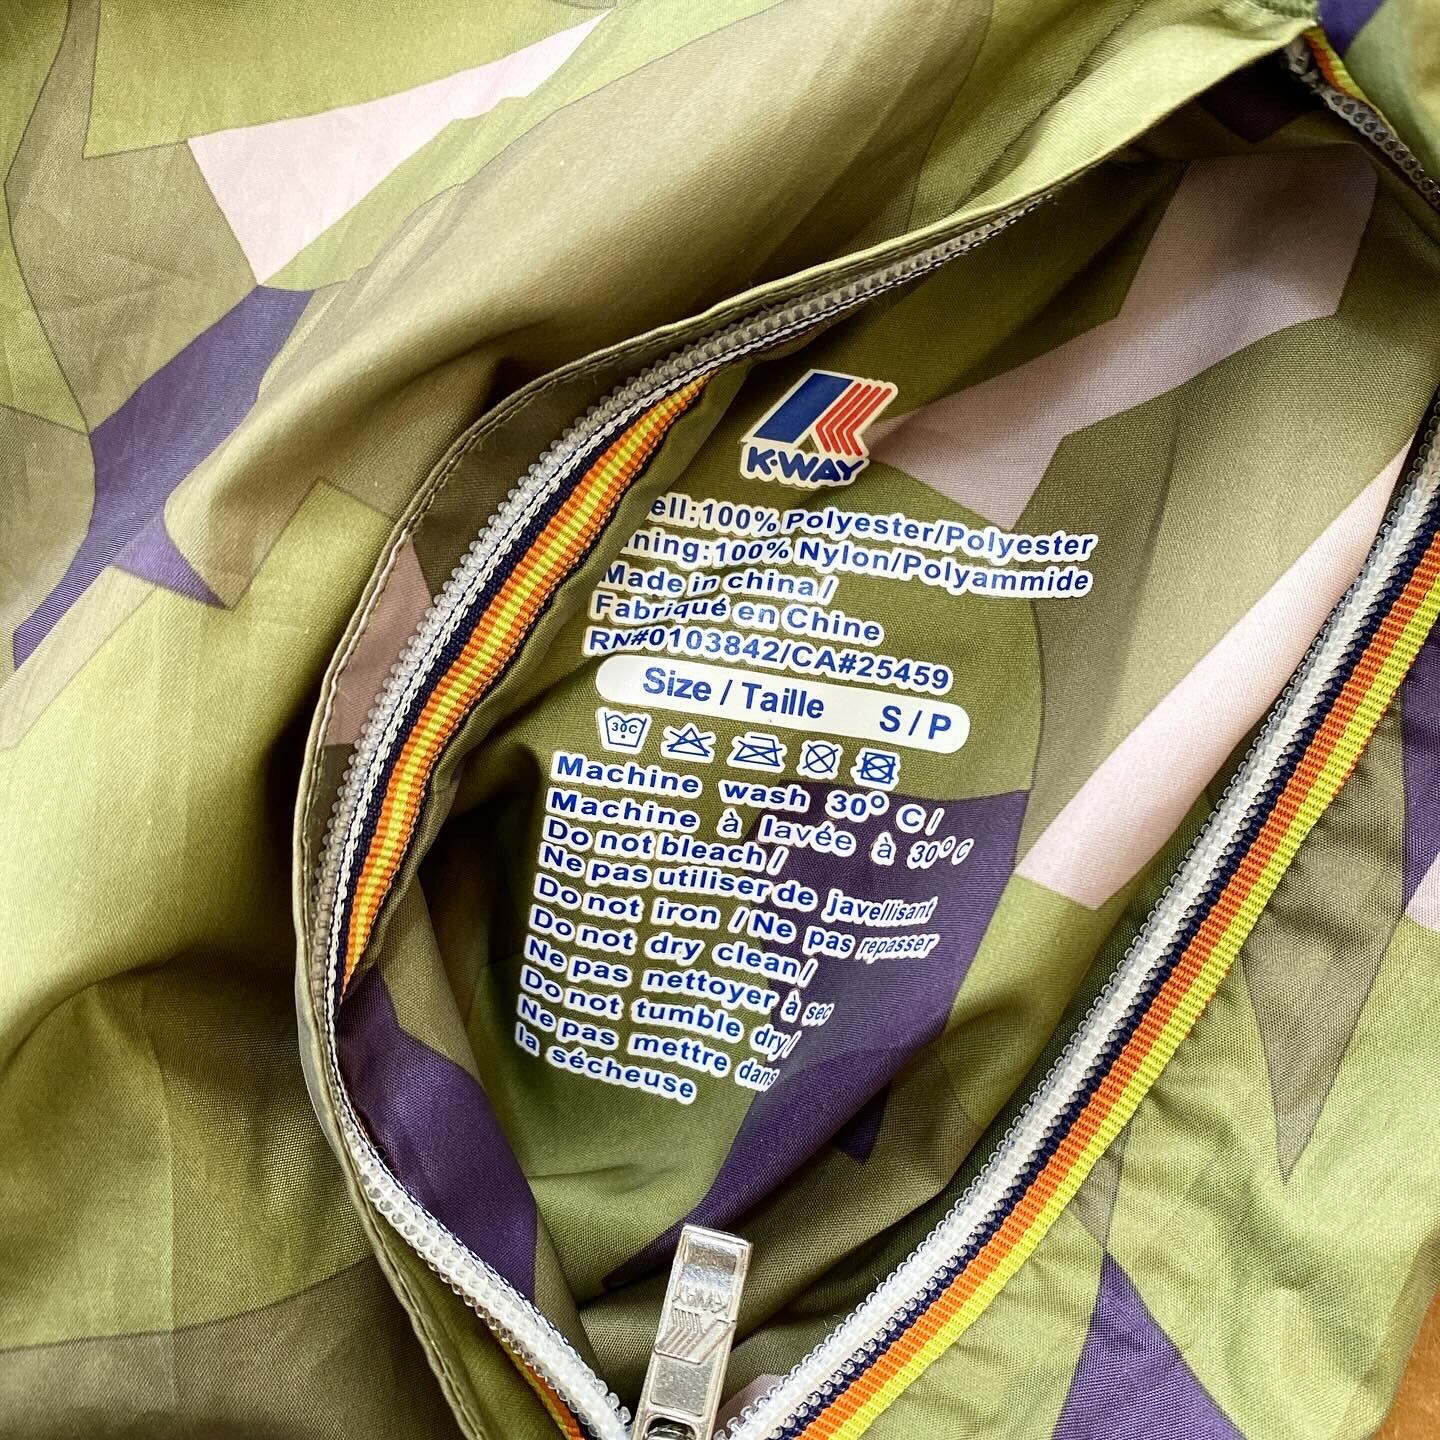 K·WAY
ell:100% Polyester/Polyester
ning:100% Nylon/Polyammide
Made in china/
Fabriqué en Chine
RN#0103842/CA#25459
Size / Taille S / P
30C
Machine wash 30° C /
Machine à lavée à 30° C
Do not bleach /
Ne pas utiliser de javellisant
Do not iron / Ne pas repasser
Do not dry clean/
Ne pas nettoyer à sec
Do not tumble dry/
Ne pas mettre dans
la sécheuse
K-WAY